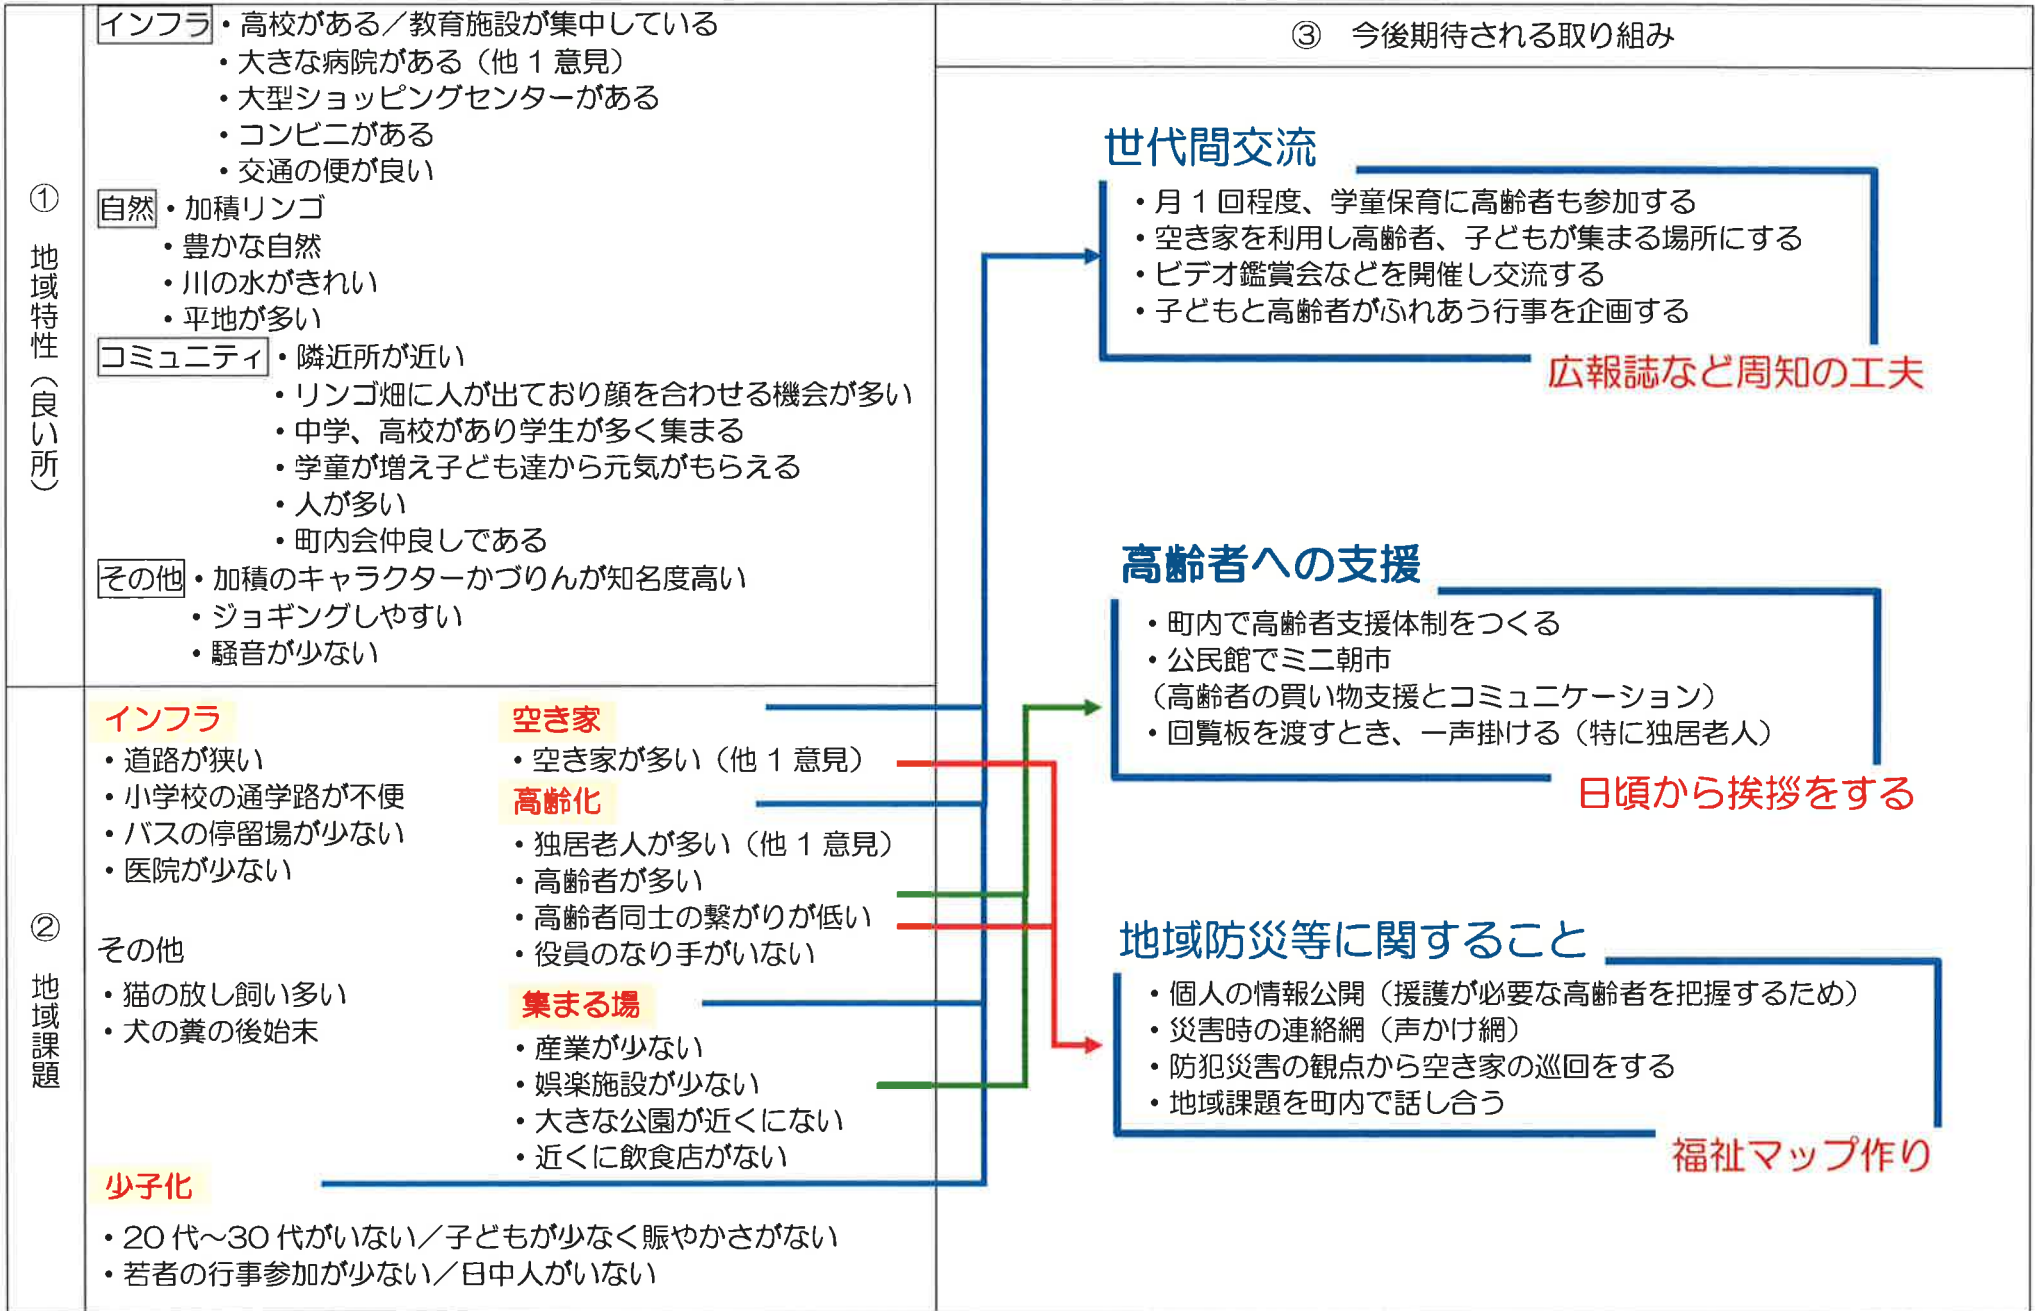 ① 地域特性（良い所）
インフラ・高校がある／教育施設が集中している
・大きな病院がある（他１意見）
・大型ショッピングセンターがある
・コンビニがある
・交通の便が良い
自然・加積リンゴ
・豊かな自然
・川の水がきれい
・平地が多い
コミュニティ・隣近所が近い
・リンゴ畑に人が出ており顔を合わせる機会が多い
・中学、高校があり学生が多く集まる
・学童が増え子ども達から元気がもらえる
・人が多い
・町内会仲良しである
その他・加積のキャラクターかづりんが知名度高い
・ジョギングしやすい
・騒音が少ない
② 地域課題
インフラ
・道路が狭い
・小学校の通学路が不便
・バスの停留場が少ない
・医院が少ない
その他
・猫の放し飼い多い
・犬の糞の後始末
空き家
・空き家が多い（他１意見）
高齢化
・独居老人が多い（他１意見）
・高齢者が多い
・高齢者同士の繋がりが低い
・役員のなり手がいない
集まる場
・産業が少ない
・娯楽施設が少ない
・大きな公園が近くにない
・近くに飲食店がない
少子化
・20代～30代がいない／子どもが少なく賑やかさがない
・若者の行事参加が少ない／日中人がいない
③ 今後期待される取り組み
世代間交流
・月１回程度、学童保育に高齢者も参加する
・空き家を利用し高齢者、子どもが集まる場所にする
・ビデオ鑑賞会などを開催し交流する
・子どもと高齢者がふれあう行事を企画する
広報誌など周知の工夫
高齢者への支援
・町内で高齢者支援体制をつくる
・公民館でミニ朝市
（高齢者の買い物支援とコミュニケーション）
・回覧板を渡すとき、一声掛ける（特に独居老人）
日頃から挨拶をする
地域防災等に関すること
・個人の情報公開（援護が必要な高齢者を把握するため）
・災害時の連絡網（声かけ網）
・防犯災害の観点から空き家の巡回をする
・地域課題を町内で話し合う
福祉マップ作り